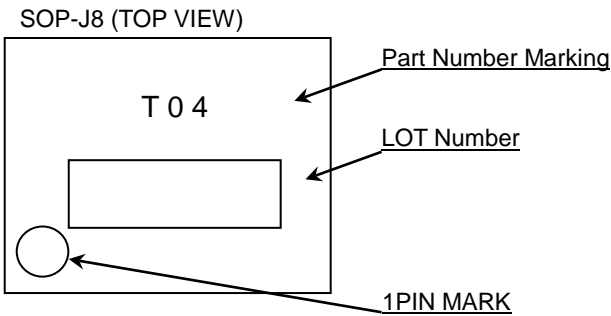 SOP-J8 (TOP VIEW)
Part Number Marking
T 0 4
LOT Number
1PIN MARK